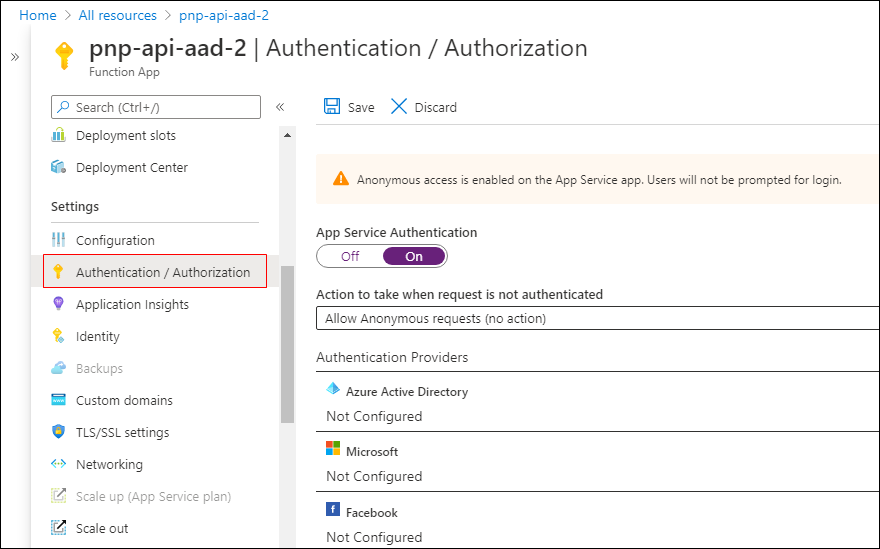 Home > All resources > pnp-api-aad-2
»
pnp-api-aad-2 | Authentication / Authorization
Function App
Search (Ctrl+/)
«
Save
Discard
Deployment slots
Deployment Center
Settings
Configuration
Authentication / Authorization
Application Insights
Identity
Backups
Custom domains
TLS/SSL settings
Networking
Scale up (App Service plan)
Scale out
Anonymous access is enabled on the App Service app. Users will not be prompted for login.
App Service Authentication
Off On
Action to take when request is not authenticated
Allow Anonymous requests (no action)
Authentication Providers
Azure Active Directory
Not Configured
Microsoft
Not Configured
Facebook
Not Configured